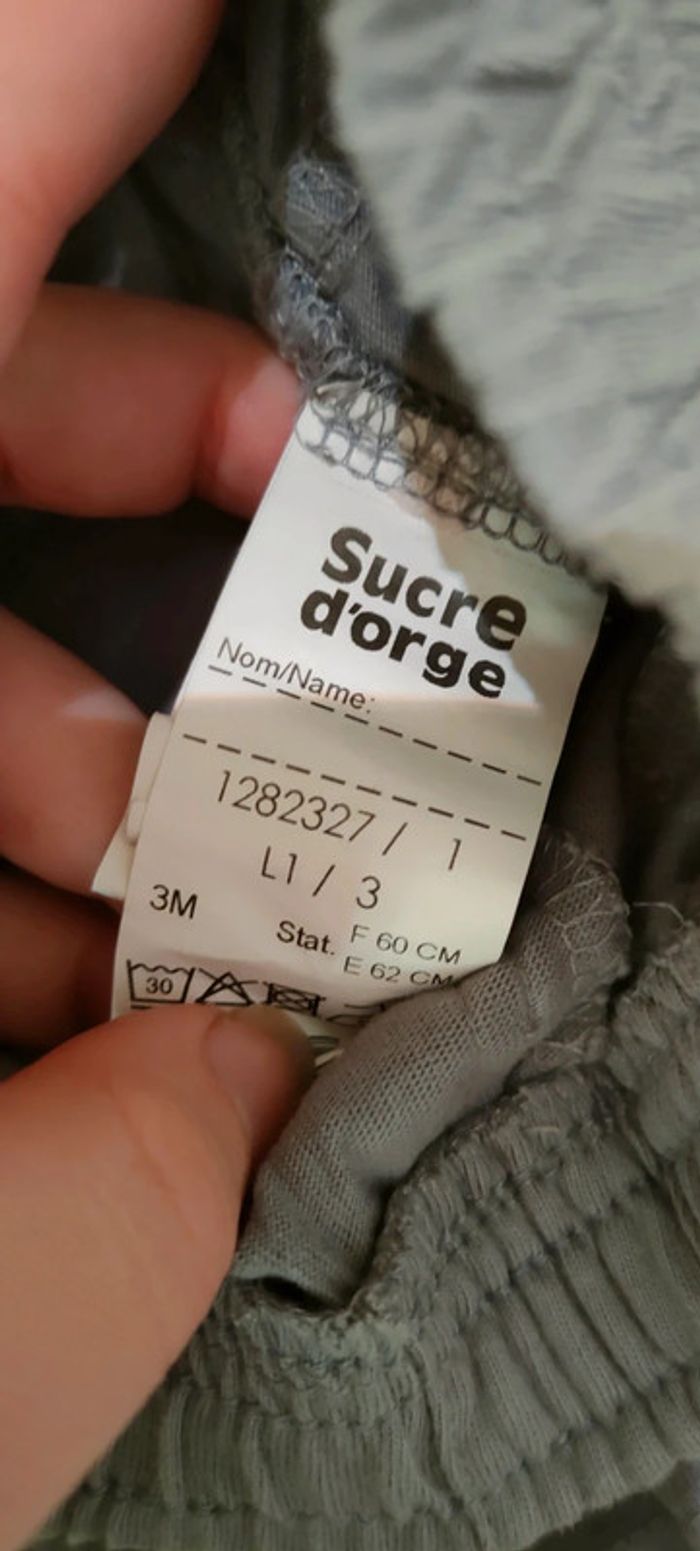 Sucre
d'orge
Nom/Name:
1282327 / 1
L1 / 3
3M
Stat. F 60 CM
E 62 CM
30